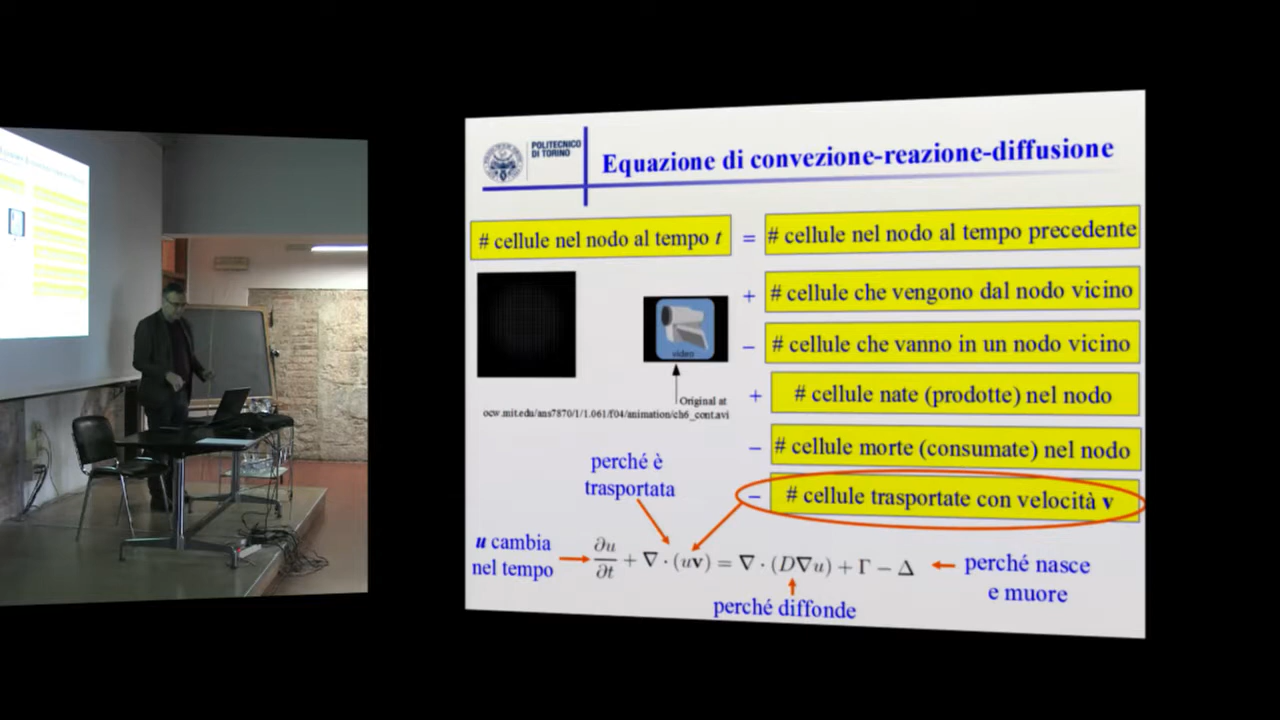 POLITECNICO
DI TORINO
Equazione di convezione-reazione-diffusione
# cellule nel nodo al tempo t = # cellule nel nodo al tempo precedente
+ # cellule che vengono dal nodo vicino
− # cellule che vanno in un nodo vicino
+ # cellule nate (prodotte) nel nodo
− # cellule morte (consumate) nel nodo
− # cellule trasportate con velocità v
video
Original at
ocw.mit.edu/ans7870/1/1.061/f04/animation/ch6_cont.avi
perché è
trasportata
u cambia
nel tempo
∂u/∂t + ∇ · (uv) = ∇ · (D∇u) + Γ − Δ
perché nasce
e muore
perché diffonde